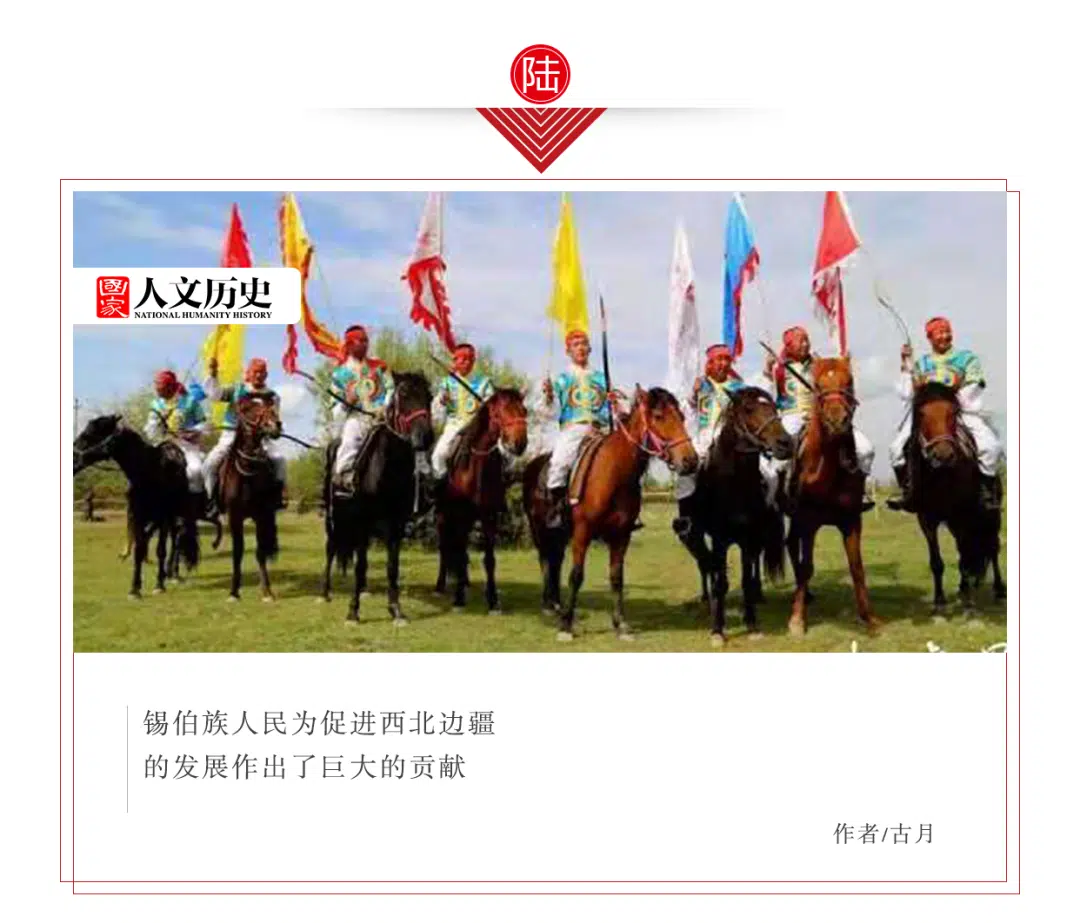 陆
國家
人文历史
NATIONAL HUMANITY HISTORY
锡伯族人民为促进西北边疆
的发展作出了巨大的贡献
作者/古月